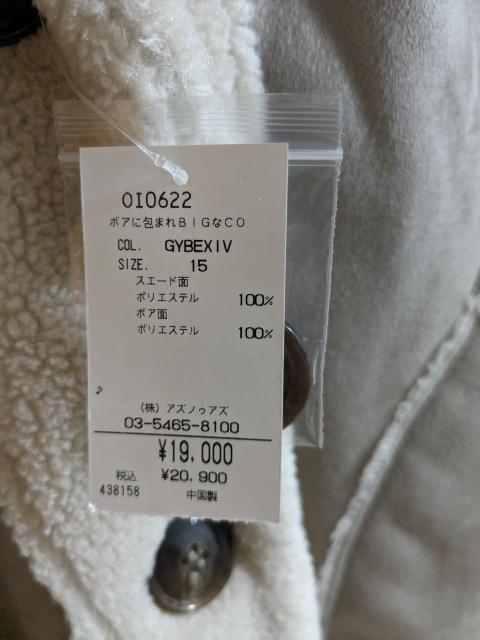 OI0622
ボアに包まれBIGなCO
COL. GYBEXIV
SIZE. 15
スエード面
ポリエステル 100%
ボア面
ポリエステル 100%
♪
(株)アズノゥアズ
03-5465-8100
¥19,000
税込 ¥20,900
438158 中国製